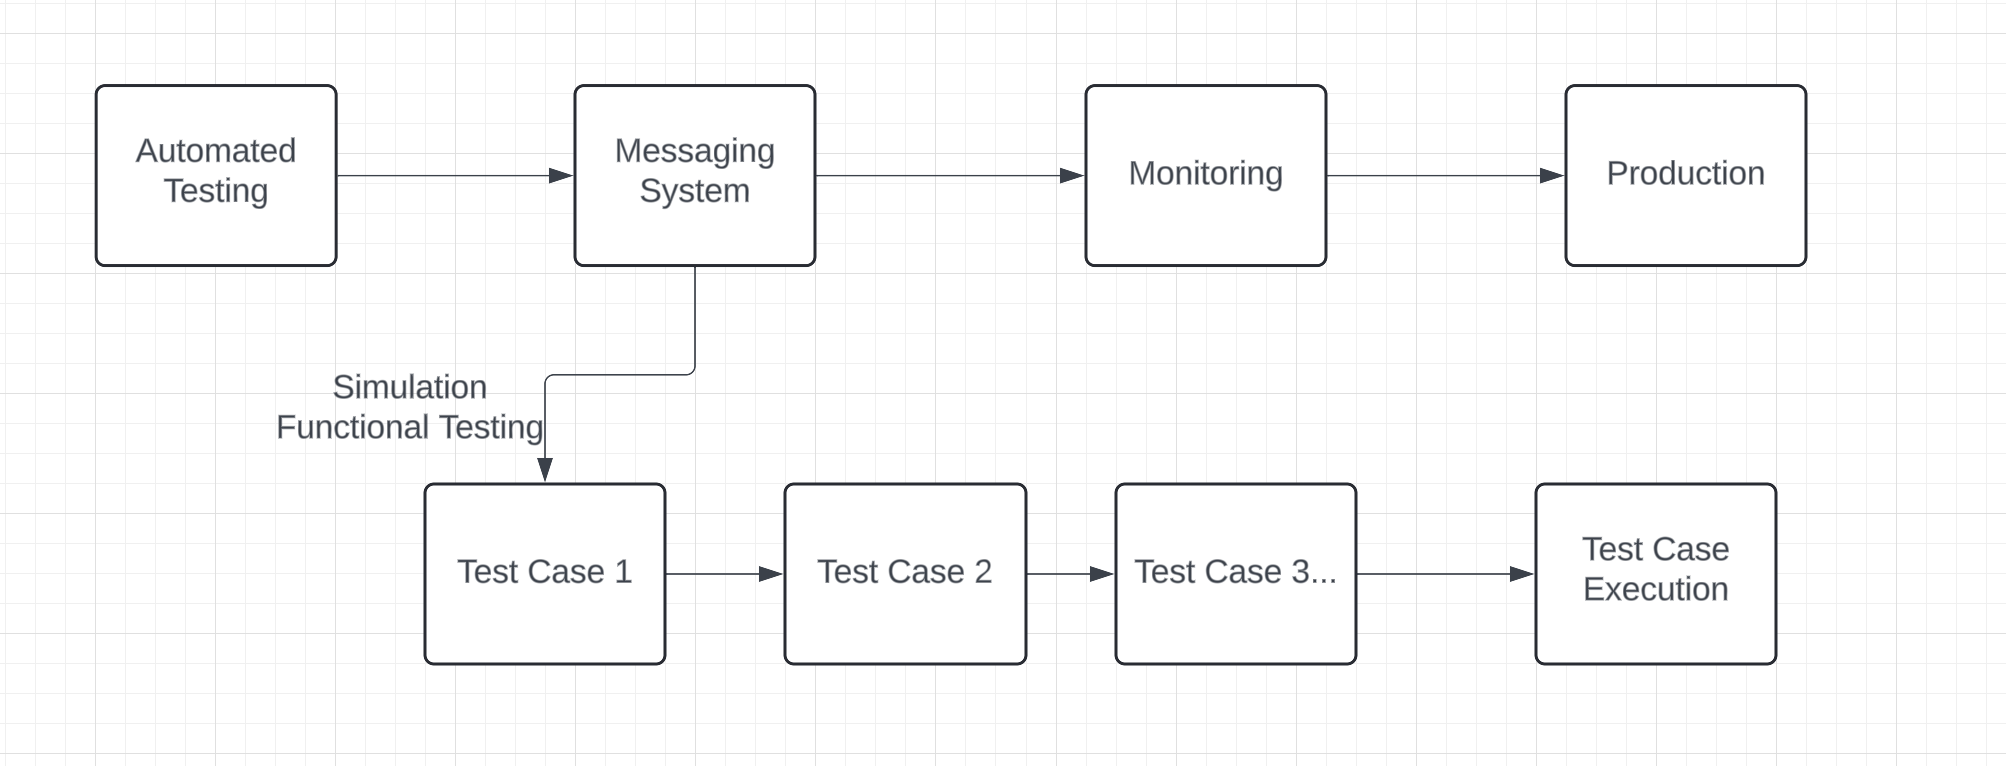 Automated
Testing
Messaging
System
Monitoring
Production
Simulation
Functional Testing
Test Case 1
Test Case 2
Test Case 3...
Test Case
Execution